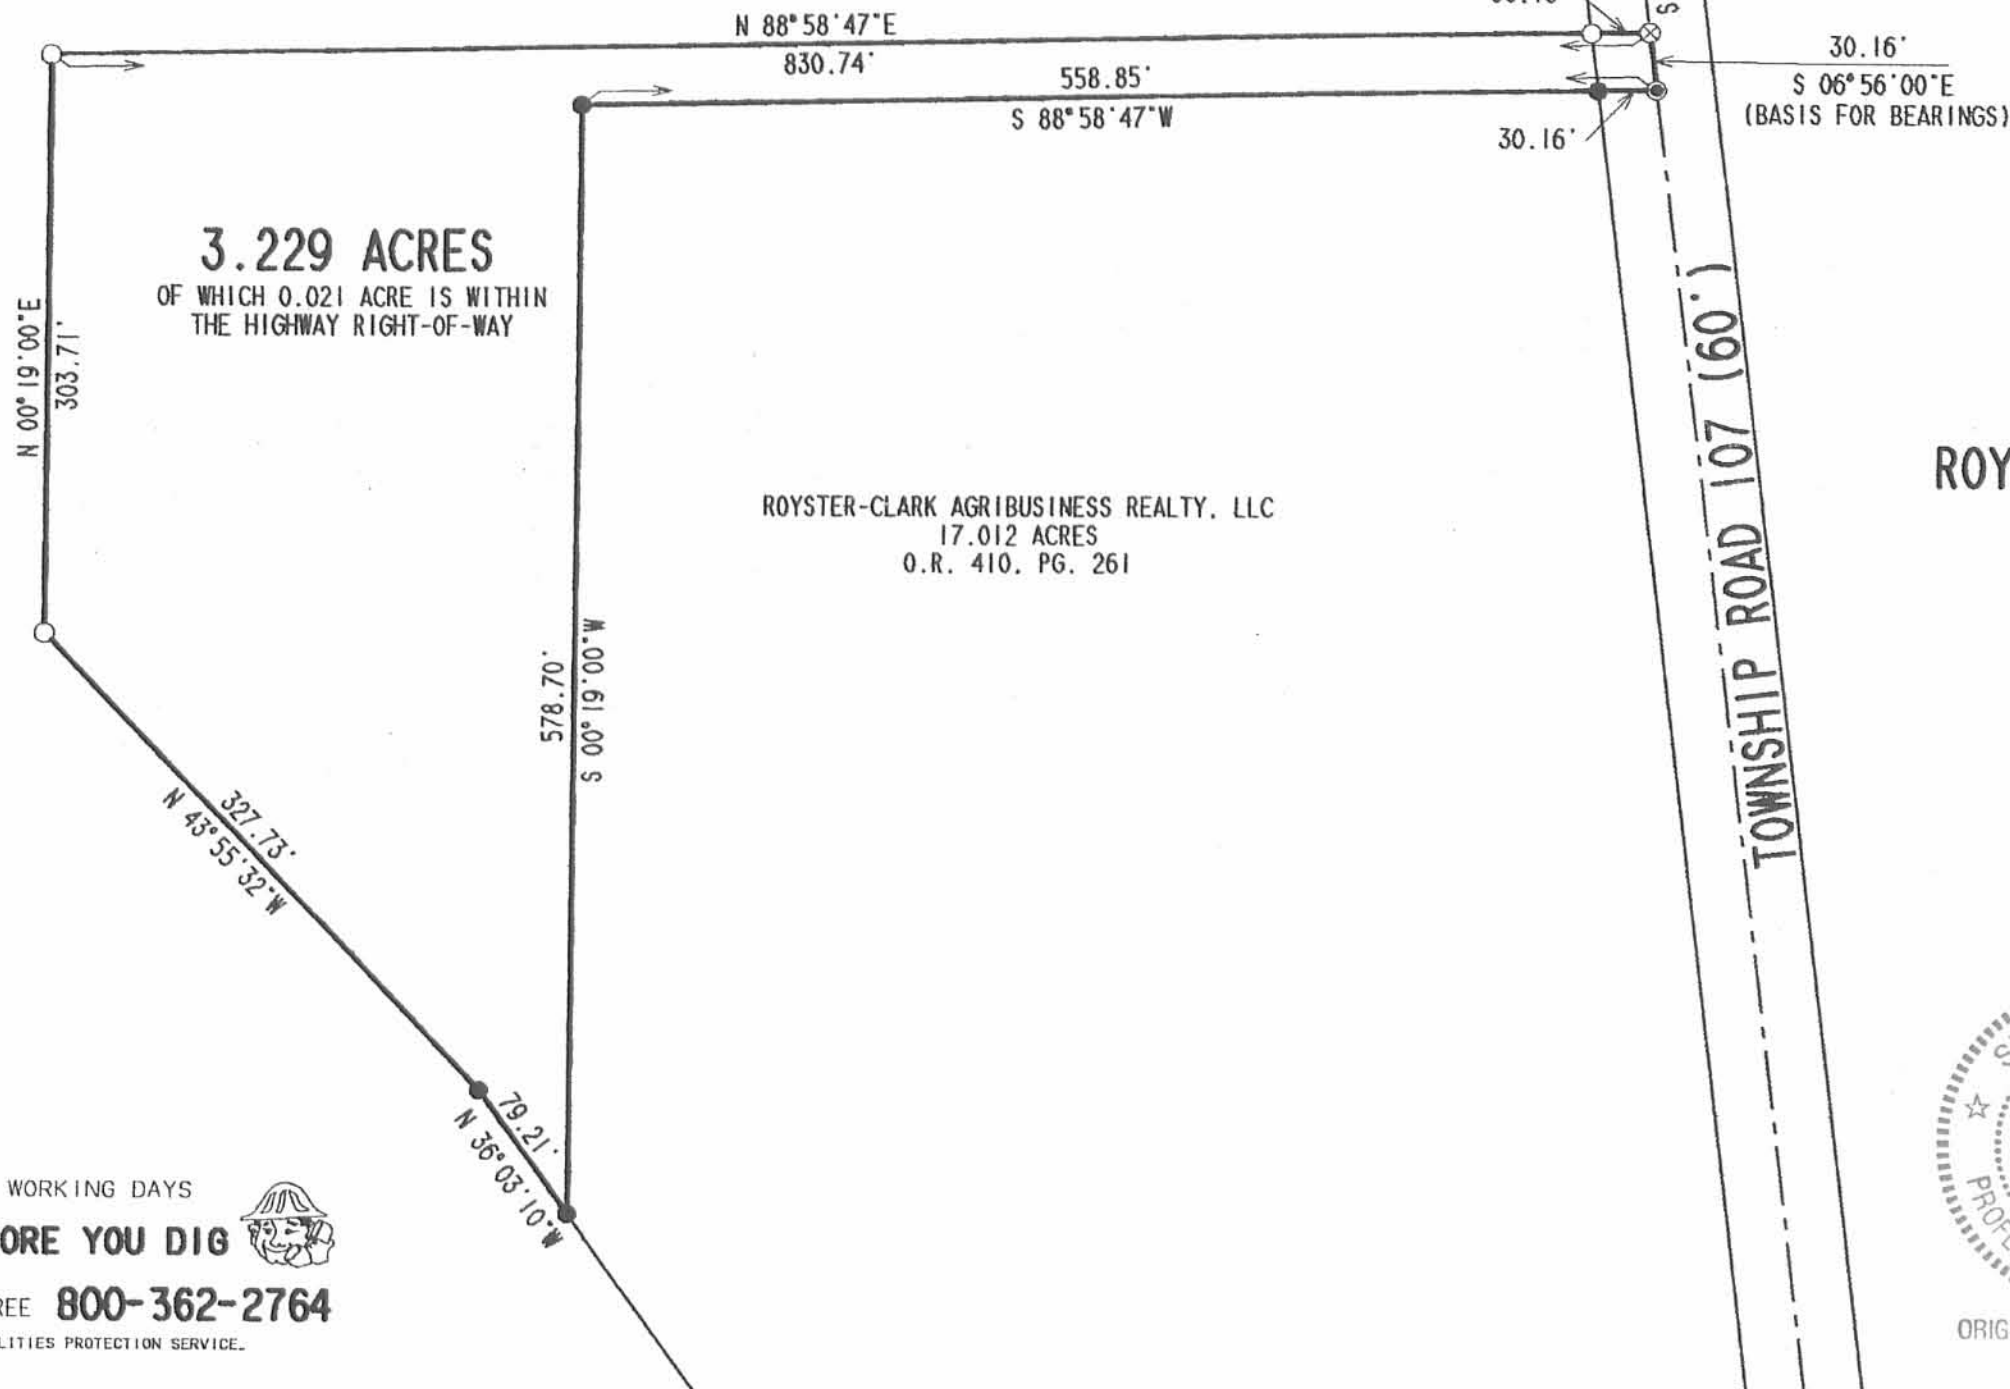 N 88°58'47"E
830.74'
558.85'
S 88°58'47"W
30.16'
30.16'
S 06°56'00"E
(BASIS FOR BEARINGS)
S
3.229 ACRES
OF WHICH 0.021 ACRE IS WITHIN
THE HIGHWAY RIGHT-OF-WAY
N 00°19'00"E
303.71'
ROYSTER-CLARK AGRIBUSINESS REALTY, LLC
17.012 ACRES
O.R. 410, PG. 261
578.70'
S 00°19'00"W
TOWNSHIP ROAD 107 (60')
ROY
327.73'
N 43°55'32"W
79.21'
N 36°03'10"W
WORKING DAYS
ORE YOU DIG
REE 800-362-2764
LITIES PROTECTION SERVICE.
ORIG